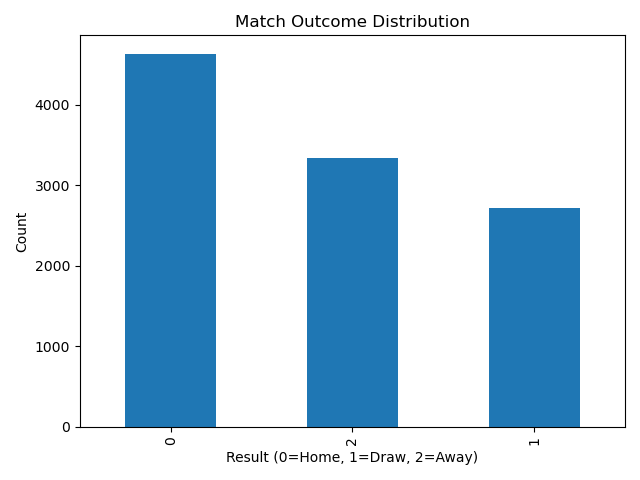 Match Outcome Distribution
4000
3000
2000
1000
0
Count
0 2 1
Result (0=Home, 1=Draw, 2=Away)